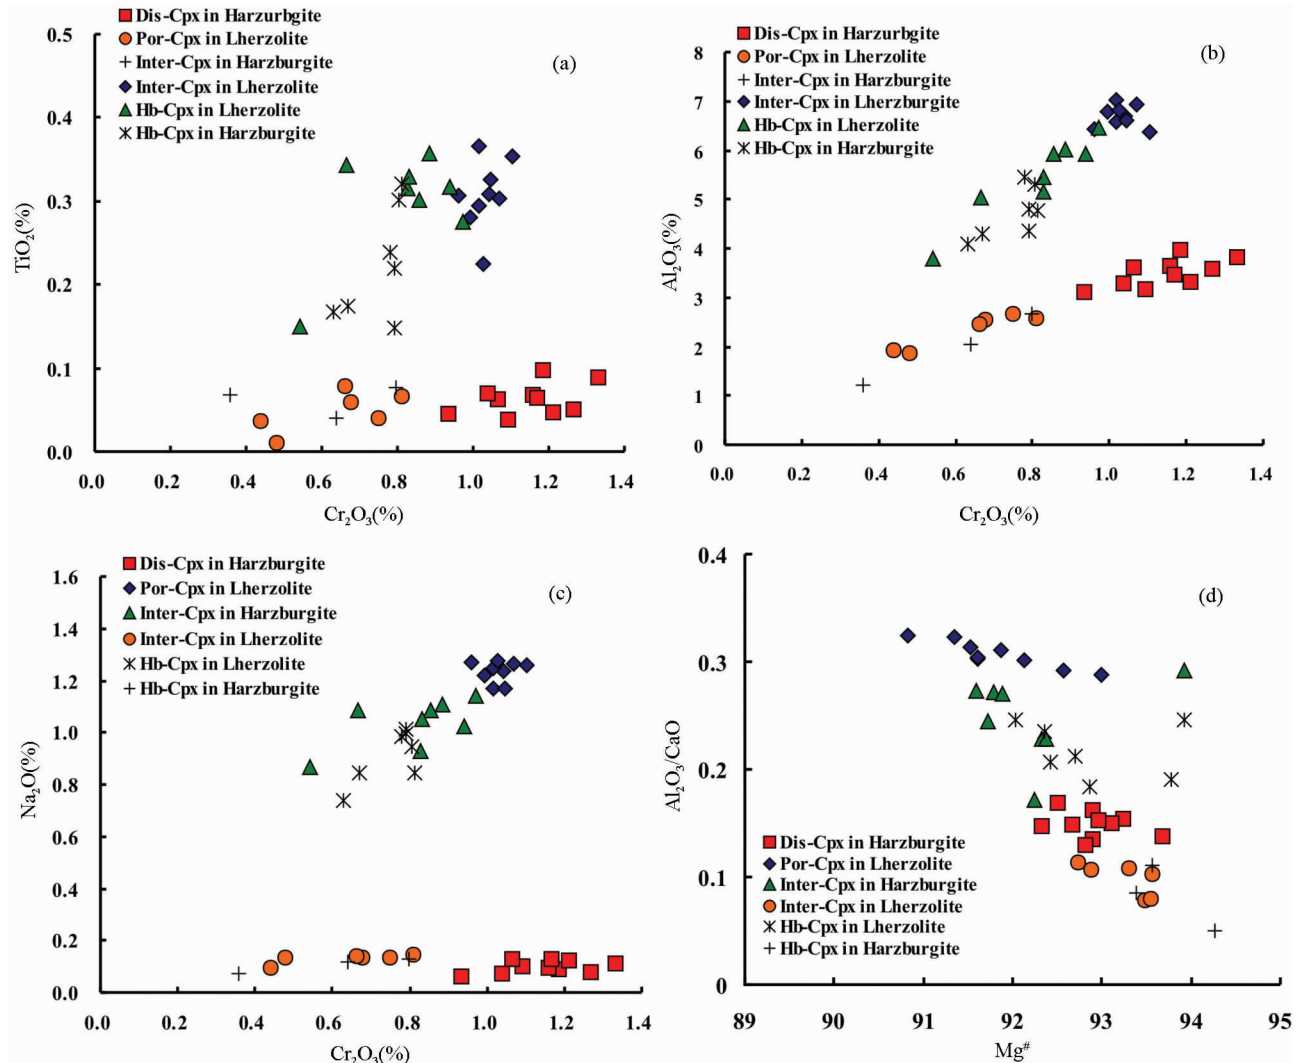 Dis-Cpx in Harzurbgite
Por-Cpx in Lherzolite
Inter-Cpx in Harzburgite
Inter-Cpx in Lherzolite
Hb-Cpx in Lherzolite
Hb-Cpx in Harzburgite
(a)
0.5
0.4
0.3
0.2
0.1
0.0
TiO₂(%)
0.0 0.2 0.4 0.6 0.8 1.0 1.2 1.4
Cr₂O₃(%)
Dis-Cpx in Harzurbgite
Por-Cpx in Lherzolite
Inter-Cpx in Harzburgite
Inter-Cpx in Lherzburgite
Hb-Cpx in Lherzolite
Hb-Cpx in Harzburgite
(b)
8
7
6
5
4
3
2
1
0
Al₂O₃(%)
0.0 0.2 0.4 0.6 0.8 1.0 1.2 1.4
Cr₂O₃(%)
Dis-Cpx in Harzburgite
Por-Cpx in Lherzolite
Inter-Cpx in Harzburgite
Inter-Cpx in Lherzolite
Hb-Cpx in Lherzolite
Hb-Cpx in Harzburgite
(c)
1.6
1.4
1.2
1.0
0.8
0.6
0.4
0.2
0.0
Na₂O(%)
0.0 0.2 0.4 0.6 0.8 1.0 1.2 1.4
Cr₂O₃(%)
(d)
0.4
0.3
0.2
0.1
0
Al₂O₃/CaO
Dis-Cpx in Harzburgite
Por-Cpx in Lherzolite
Inter-Cpx in Harzburgite
Inter-Cpx in Lherzolite
Hb-Cpx in Lherzolite
Hb-Cpx in Harzburgite
89 90 91 92 93 94 95
Mg#